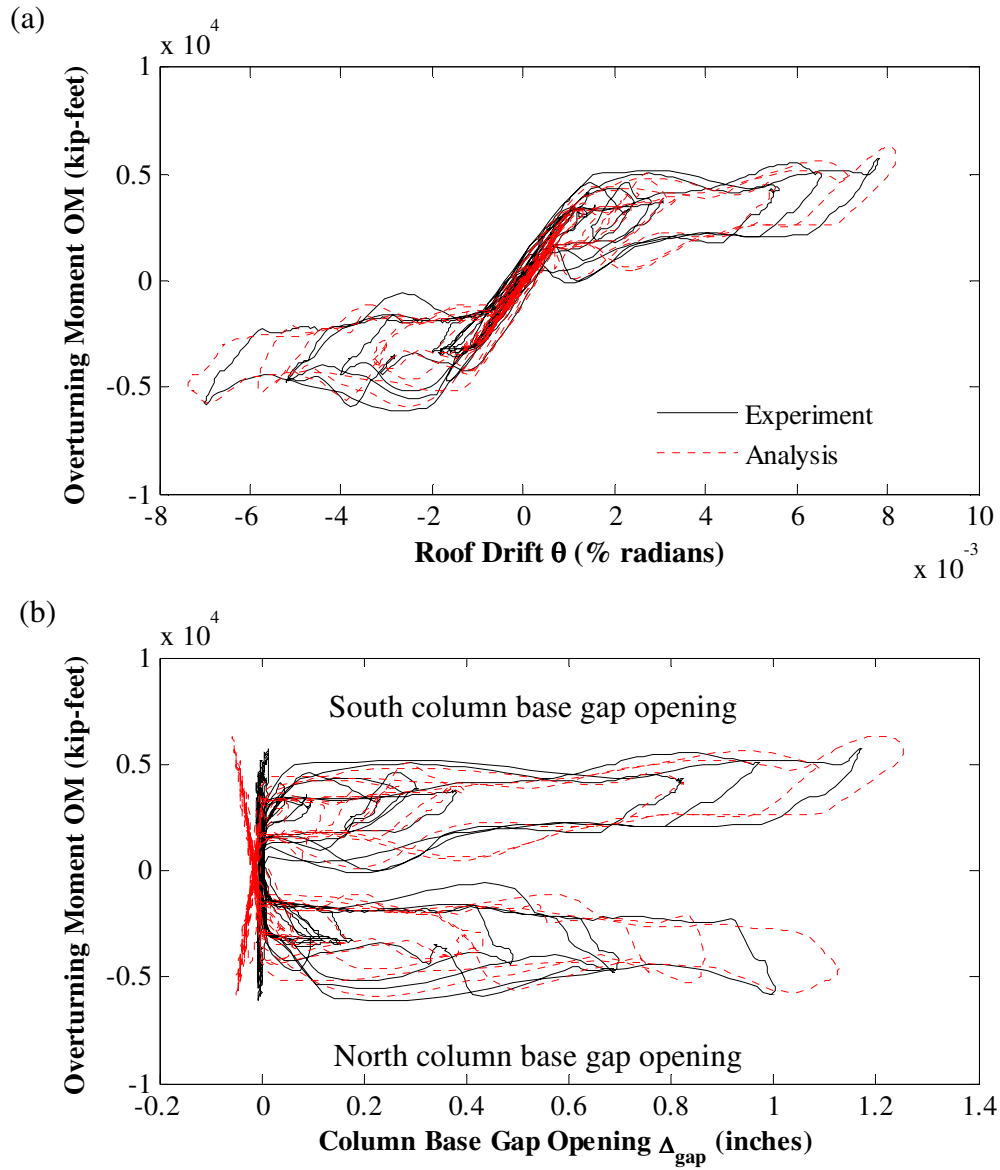 (a)
x 10^4
1
0.5
0
-0.5
-1
Overturning Moment OM (kip-feet)
Experiment
Analysis
-8 -6 -4 -2 0 2 4 6 8 10
Roof Drift θ (% radians)
x 10^-3
(b)
x 10^4
1
0.5
0
-0.5
-1
Overturning Moment OM (kip-feet)
South column base gap opening
North column base gap opening
-0.2 0 0.2 0.4 0.6 0.8 1 1.2 1.4
Column Base Gap Opening Δgap (inches)